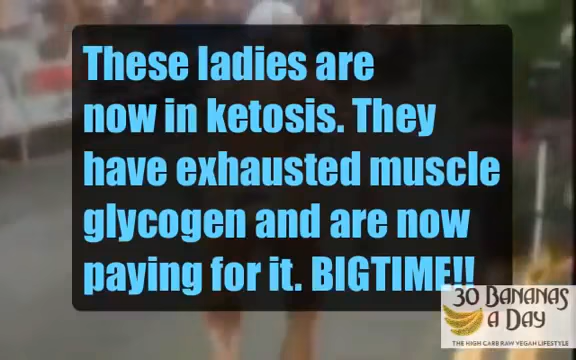 These ladies are
now in ketosis. They
have exhausted muscle
glycogen and are now
paying for it. BIGTIME!!
30 BANANAS
A DAY
THE HIGH CARB RAW VEGAN LIFESTYLE